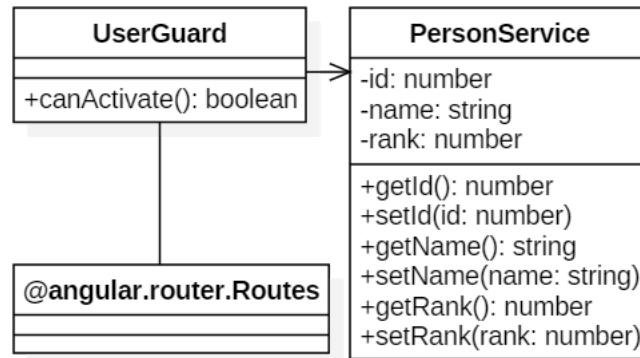 UserGuard
+canActivate(): boolean
PersonService
-id: number
-name: string
-rank: number
+getId(): number
+setId(id: number)
+getName(): string
+setName(name: string)
+getRank(): number
+setRank(rank: number)
@angular.router.Routes